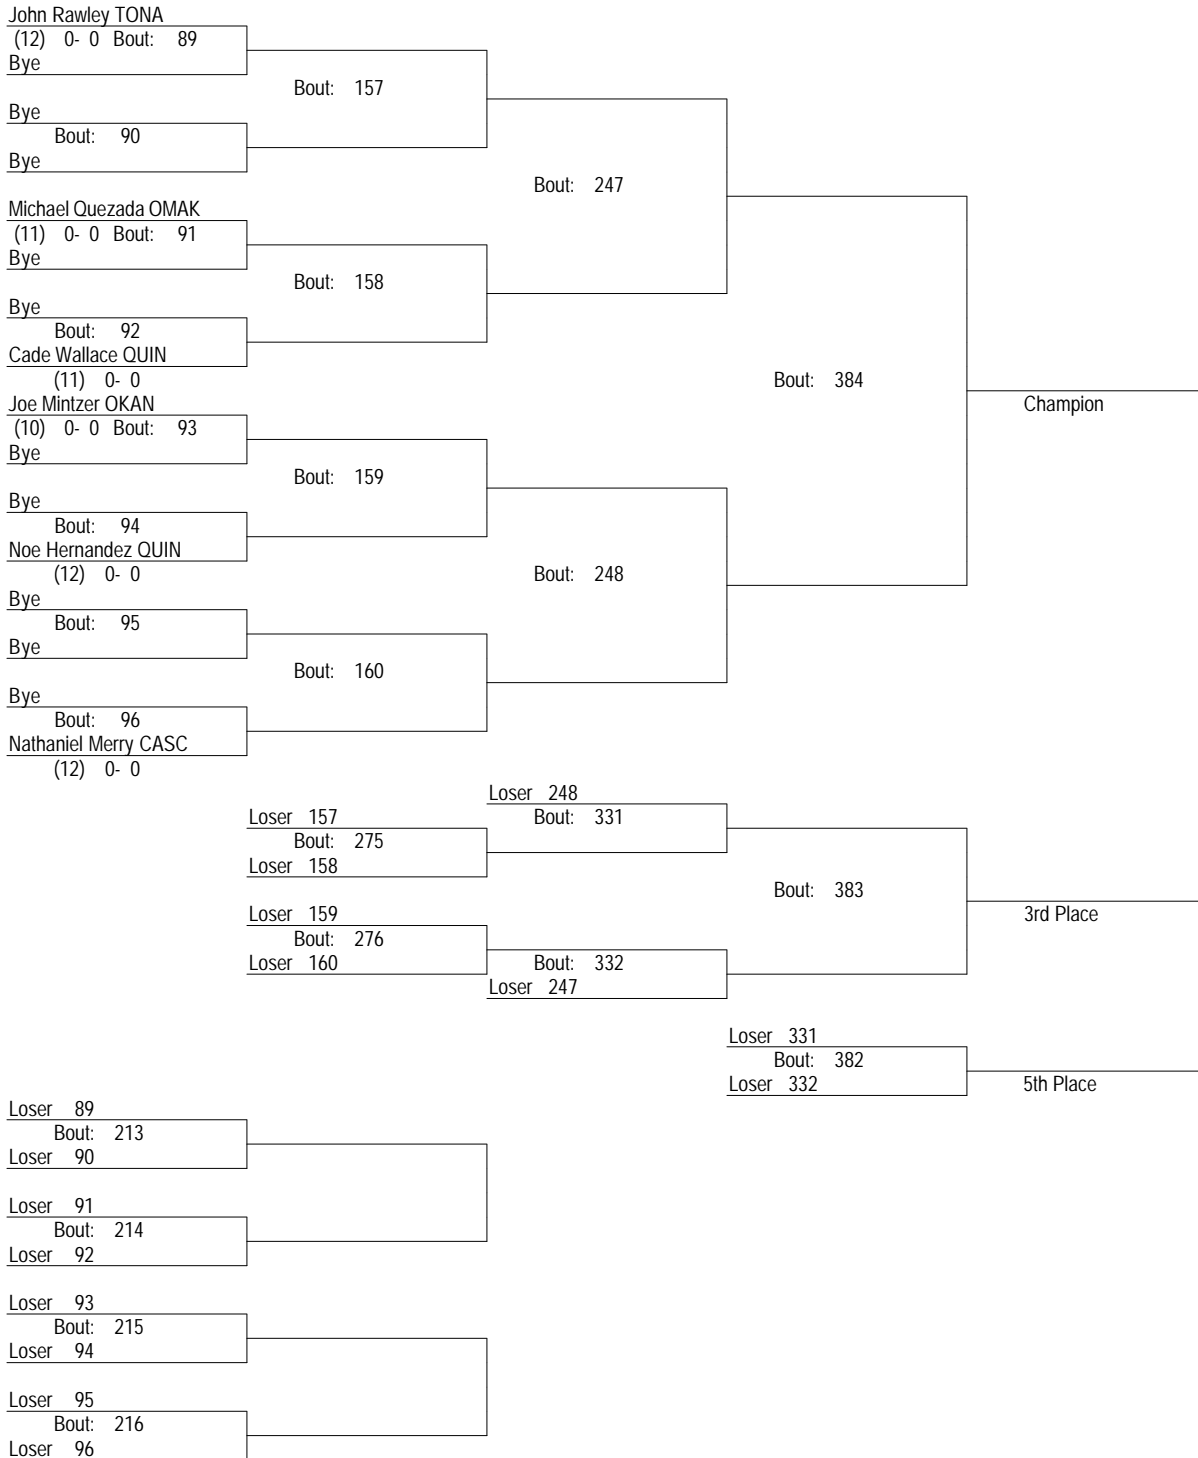 John Rawley TONA
(12) 0- 0 Bout: 89
Bye
Bout: 157
Bye
Bout: 90
Bye
Bout: 247
Michael Quezada OMAK
(11) 0- 0 Bout: 91
Bye
Bout: 158
Bye
Bout: 92
Cade Wallace QUIN
(11) 0- 0
Bout: 384
Champion
Joe Mintzer OKAN
(10) 0- 0 Bout: 93
Bye
Bout: 159
Bye
Bout: 94
Noe Hernandez QUIN
(12) 0- 0
Bout: 248
Bye
Bout: 95
Bye
Bout: 160
Bye
Bout: 96
Nathaniel Merry CASC
(12) 0- 0
Loser 248
Bout: 331
Loser 157
Bout: 275
Loser 158
Bout: 383
3rd Place
Loser 159
Bout: 276
Loser 160
Bout: 332
Loser 247
Loser 331
Bout: 382
Loser 332
5th Place
Loser 89
Bout: 213
Loser 90
Loser 91
Bout: 214
Loser 92
Loser 93
Bout: 215
Loser 94
Loser 95
Bout: 216
Loser 96